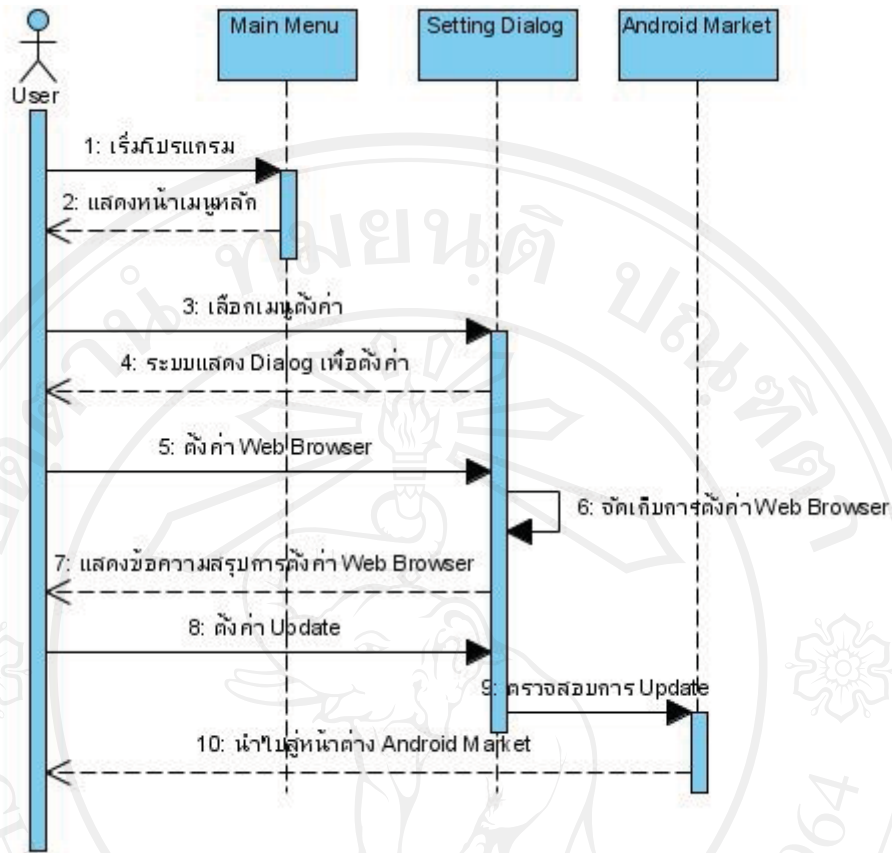 Main Menu
Setting Dialog
Android Market
User
1: เริ่มโปรแกรม
2: แสดงหน้าเมนูหลัก
3: เลือกเมนูตั้งค่า
4: ระบบแสดง Dialog เพื่อตั้งค่า
5: ตั้งค่า Web Browser
6: จัดเก็บการตั้งค่า Web Browser
7: แสดงข้อความสรุปการตั้งค่า Web Browser
8: ตั้งค่า Update
9: ตรวจสอบการ Update
10: นำไปสู่หน้าต่าง Android Market